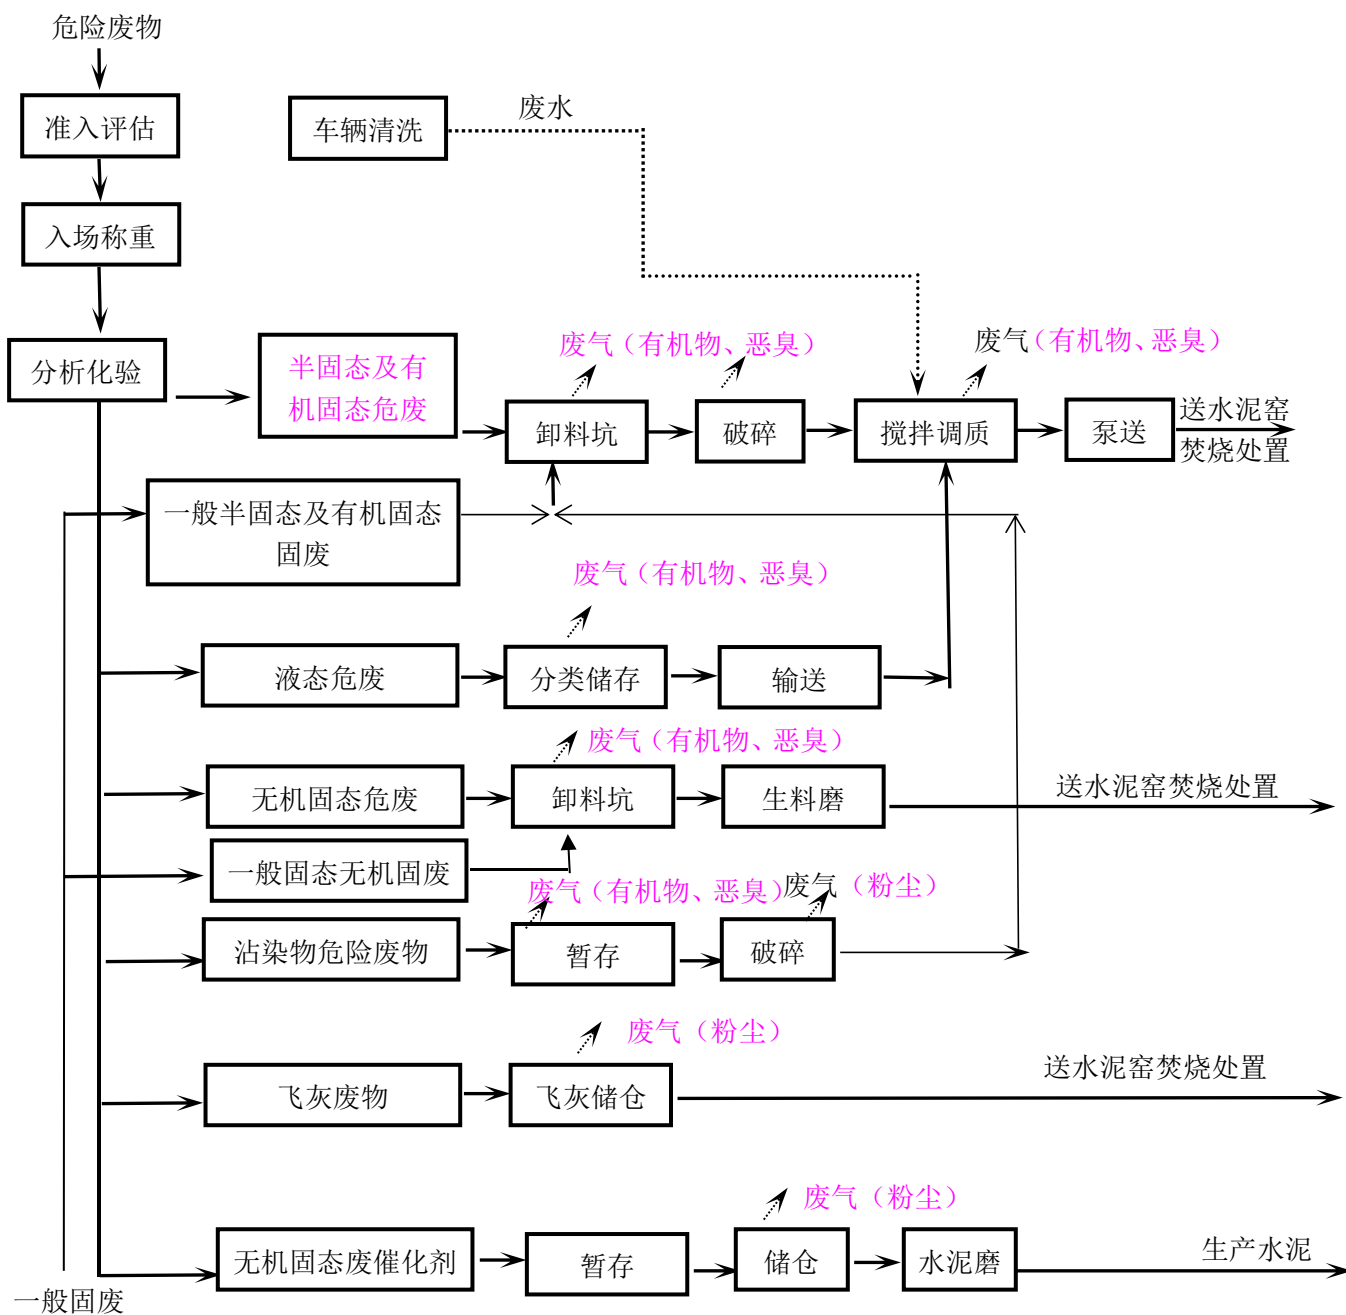 危险废物
准入评估
车辆清洗
废水
入场称重
分析化验
半固态及有
机固态危废
废气（有机物、恶臭）
废气（有机物、恶臭）
卸料坑
破碎
搅拌调质
泵送
送水泥窑
焚烧处置
一般半固态及有机固态
固废
废气（有机物、恶臭）
液态危废
分类储存
输送
废气（有机物、恶臭）
无机固态危废
卸料坑
生料磨
送水泥窑焚烧处置
一般固态无机固废
废气（有机物、恶臭）
废气（粉尘）
沾染物危险废物
暂存
破碎
废气（粉尘）
飞灰废物
飞灰储仓
送水泥窑焚烧处置
废气（粉尘）
无机固态废催化剂
暂存
储仓
水泥磨
生产水泥
一般固废